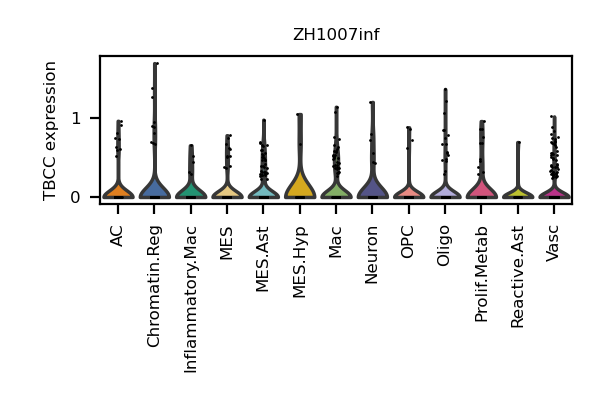 ZH1007inf
TBCC expression
1
0
AC
Chromatin.Reg
Inflammatory.Mac
MES
MES.Ast
MES.Hyp
Mac
Neuron
OPC
Oligo
Prolif.Metab
Reactive.Ast
Vasc